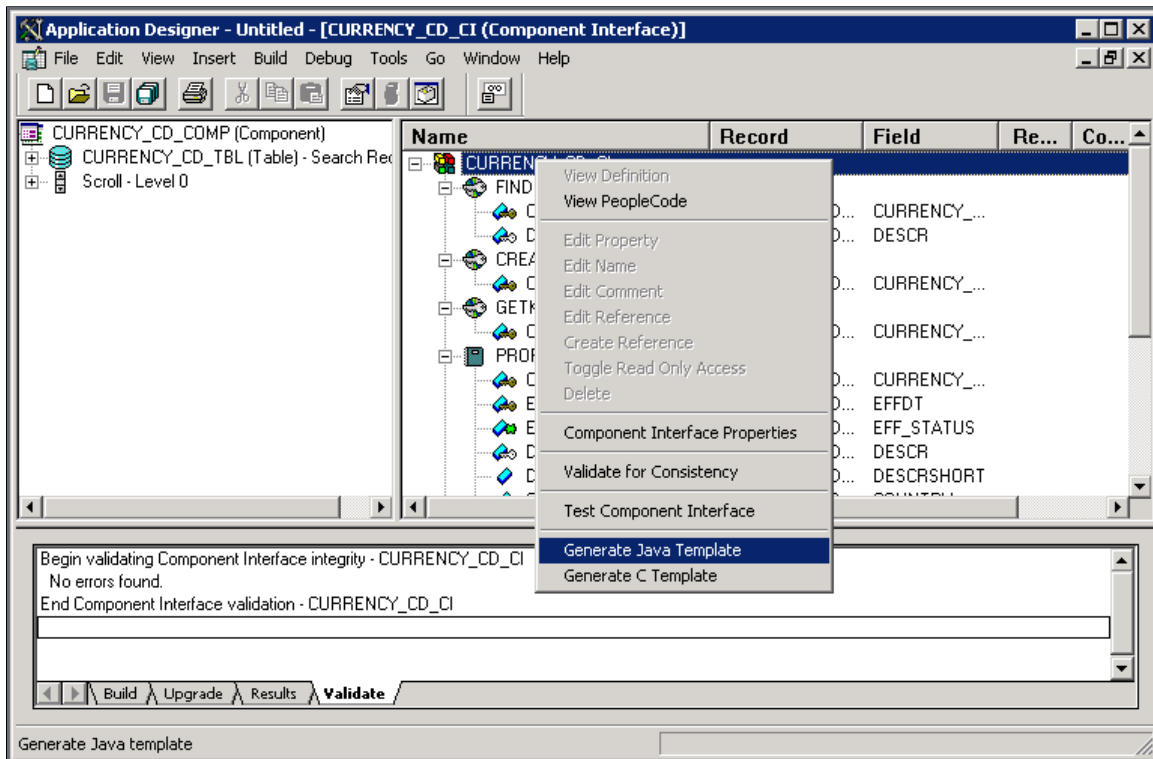 Application Designer - Untitled - [CURRENCY_CD_CI (Component Interface)]
File Edit View Insert Build Debug Tools Go Window Help
CURRENCY_CD_COMP (Component)
CURRENCY_CD_TBL (Table) - Search Rec
Scroll - Level 0
Name Record Field Re... Co...
FIND
D... CURRENCY_...
D... DESCR
CREA
D... CURRENCY_...
GETK
D... CURRENCY_...
PROP
D... CURRENCY_...
D... EFFDT
D... EFF_STATUS
D... DESCR
D... DESCRSHORT
View Definition
View PeopleCode
Edit Property
Edit Name
Edit Comment
Edit Reference
Create Reference
Toggle Read Only Access
Delete
Component Interface Properties
Validate for Consistency
Test Component Interface
Generate Java Template
Generate C Template
Begin validating Component Interface integrity - CURRENCY_CD_CI
No errors found.
End Component Interface validation - CURRENCY_CD_CI
Build Upgrade Results Validate
Generate Java template